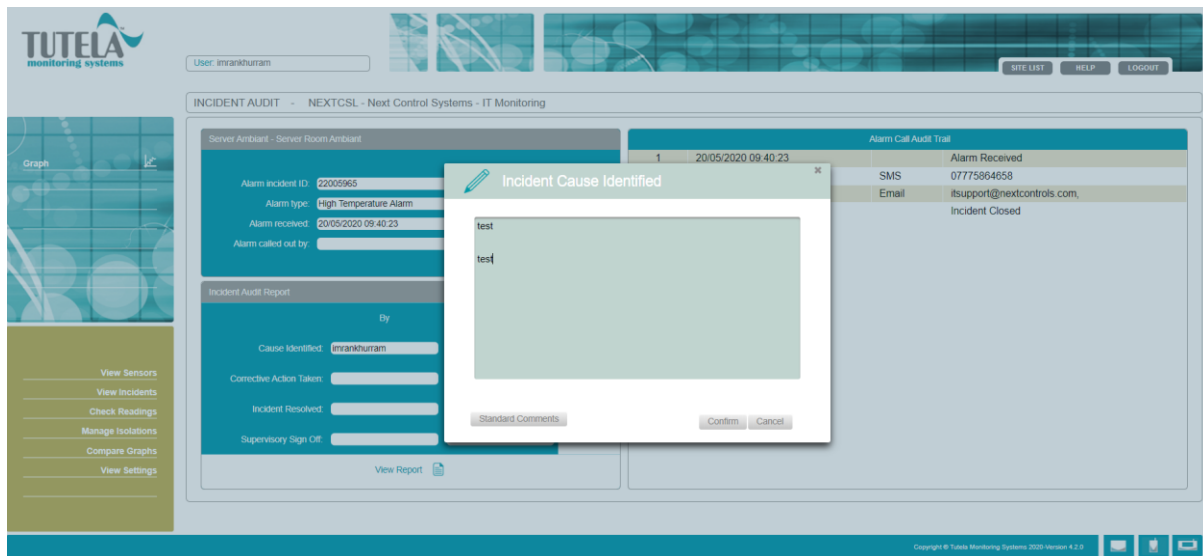 TUTELA
monitoring systems
User: imrankhurram
SITE LIST HELP LOGOUT
INCIDENT AUDIT - NEXTCSL - Next Control Systems - IT Monitoring
Graph
Server Ambiant - Server Room Ambiant
Alarm incident ID: 22005965
Alarm type: High Temperature Alarm
Alarm received: 20/05/2020 09:40:23
Alarm called out by:
Alarm Call Audit Trail
1 20/05/2020 09:40:23 Alarm Received
SMS 07775864658
Email itsupport@nextcontrols.com,
Incident Closed
Incident Cause Identified
test
test
Standard Comments Confirm Cancel
Incident Audit Report
By
Cause Identified: imrankhurram
Corrective Action Taken:
Incident Resolved:
Supervisory Sign Off:
View Report
View Sensors
View Incidents
Check Readings
Manage Isolations
Compare Graphs
View Settings
Copyright © Tutela Monitoring Systems 2020-Version 4.2.0